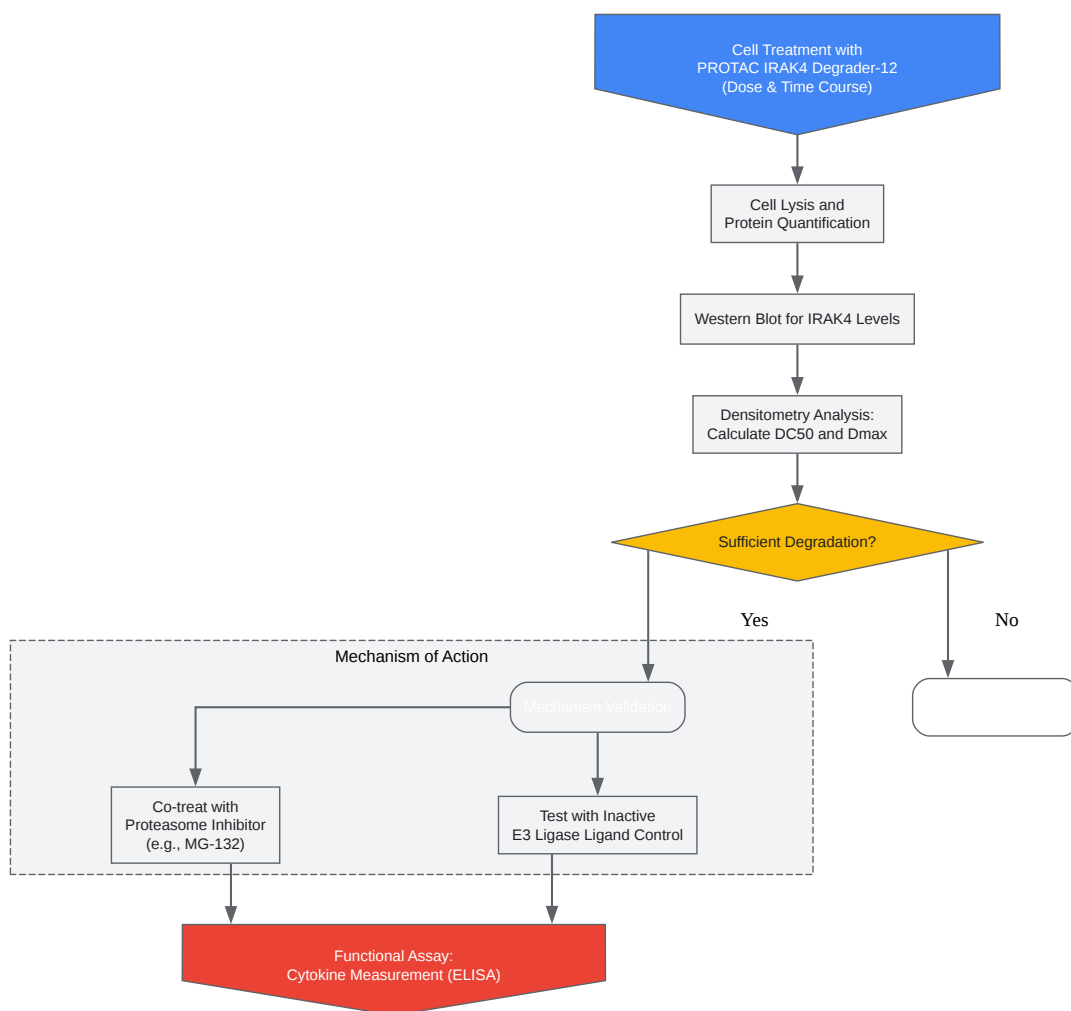 Cell Treatment with
PROTAC IRAK4 Degrader-12
(Dose & Time Course)
Cell Lysis and
Protein Quantification
Western Blot for IRAK4 Levels
Densitometry Analysis:
Calculate DC50 and Dmax
Sufficient Degradation?
Yes
No
Mechanism of Action
Mechanism Validation
Co-treat with
Proteasome Inhibitor
(e.g., MG-132)
Test with Inactive
E3 Ligase Ligand Control
Functional Assay:
Cytokine Measurement (ELISA)